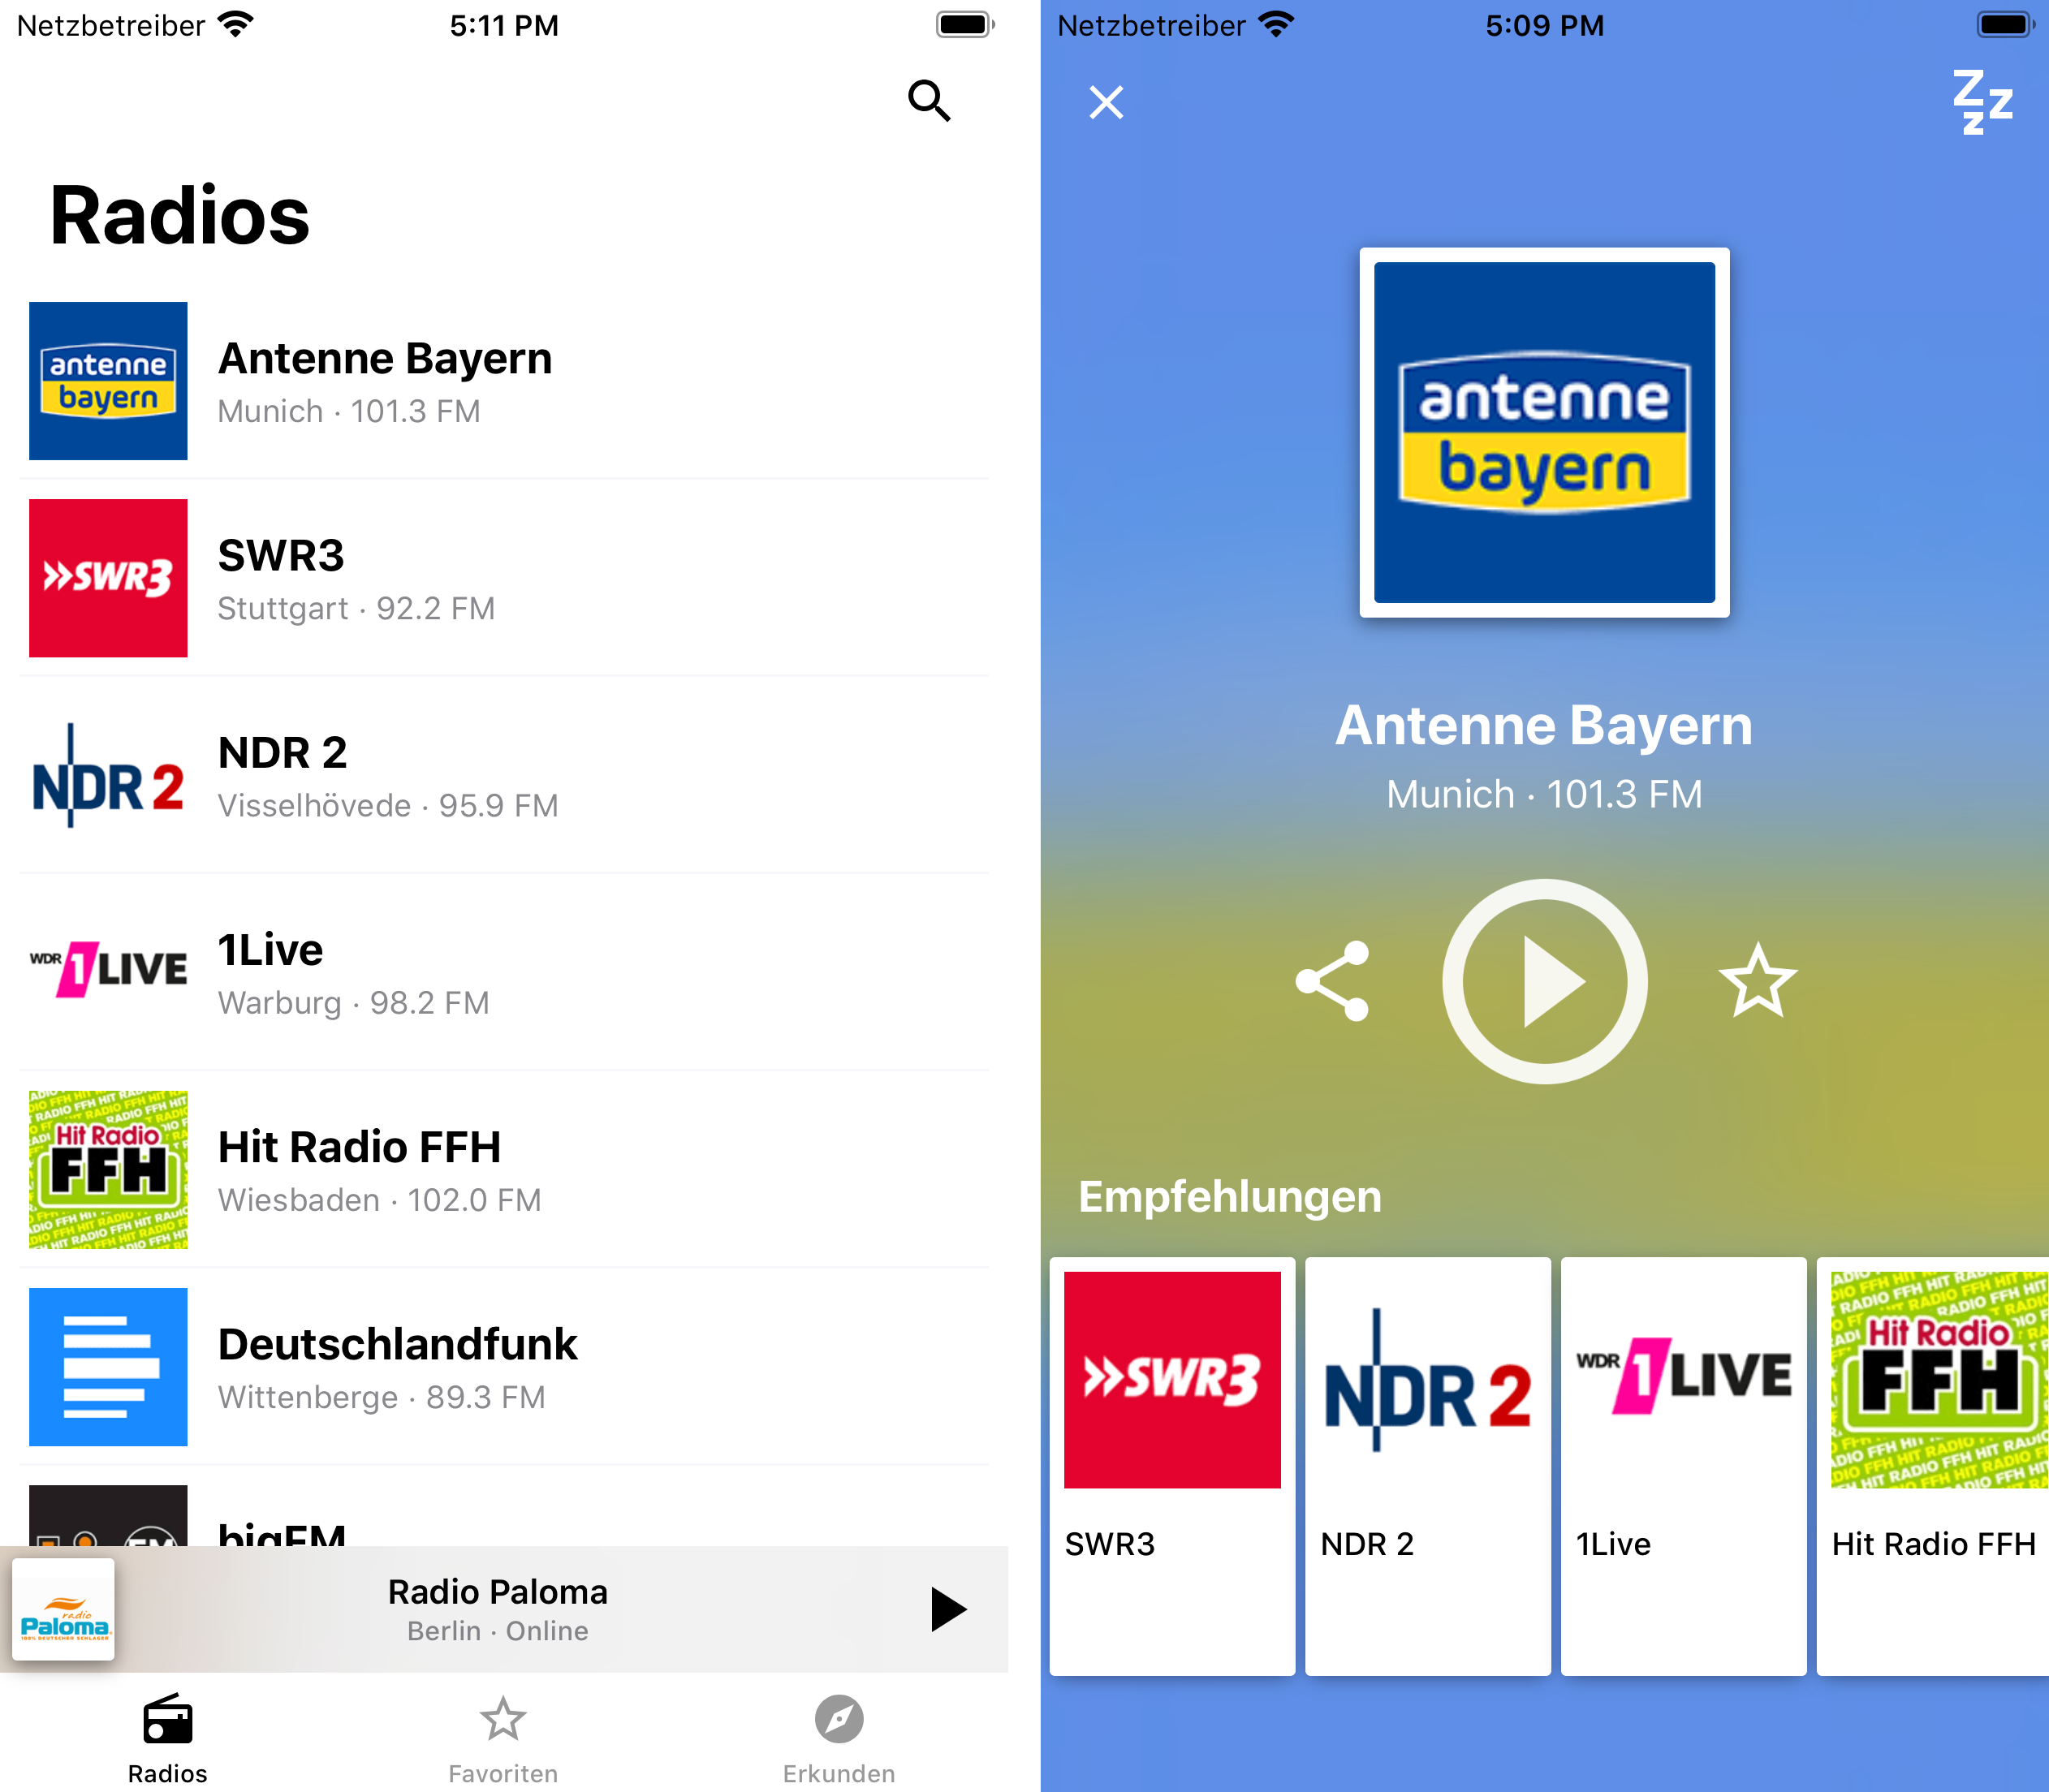 Netzbetreiber 5:11 PM
Radios
antenne
bayern
Antenne Bayern
Munich · 101.3 FM
»SWR3
SWR3
Stuttgart · 92.2 FM
NDR 2
NDR 2
Visselhövede · 95.9 FM
WDR 1LIVE
1Live
Warburg · 98.2 FM
Hit Radio
FFH
Hit Radio FFH
Wiesbaden · 102.0 FM
Deutschlandfunk
Wittenberge · 89.3 FM
bigFM
radio
Paloma
100% DEUTSCHER SCHLAGER
Radio Paloma
Berlin · Online
Radios
Favoriten
Erkunden
Netzbetreiber 5:09 PM
Zzz
antenne
bayern
Antenne Bayern
Munich · 101.3 FM
Empfehlungen
»SWR3
NDR 2
WDR 1LIVE
Hit Radio
FFH
SWR3
NDR 2
1Live
Hit Radio FFH